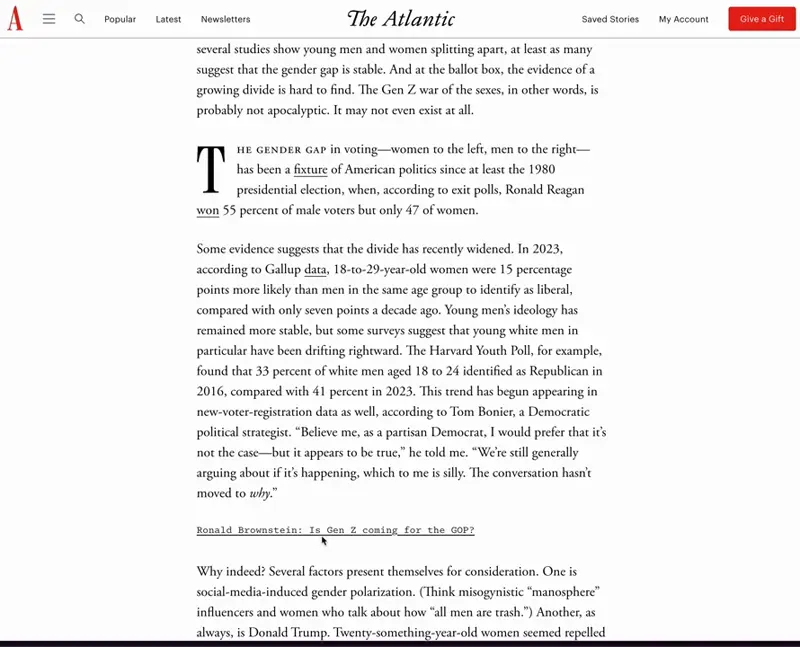 A Popular Latest Newsletters The Atlantic Saved Stories My Account Give a Gift
several studies show young men and women splitting apart, at least as many
suggest that the gender gap is stable. And at the ballot box, the evidence of a
growing divide is hard to find. The Gen Z war of the sexes, in other words, is
probably not apocalyptic. It may not even exist at all.
THE GENDER GAP in voting—women to the left, men to the right—
has been a fixture of American politics since at least the 1980
presidential election, when, according to exit polls, Ronald Reagan
won 55 percent of male voters but only 47 of women.
Some evidence suggests that the divide has recently widened. In 2023,
according to Gallup data, 18-to-29-year-old women were 15 percentage
points more likely than men in the same age group to identify as liberal,
compared with only seven points a decade ago. Young men’s ideology has
remained more stable, but some surveys suggest that young white men in
particular have been drifting rightward. The Harvard Youth Poll, for example,
found that 33 percent of white men aged 18 to 24 identified as Republican in
2016, compared with 41 percent in 2023. This trend has begun appearing in
new-voter-registration data as well, according to Tom Bonier, a Democratic
political strategist. “Believe me, as a partisan Democrat, I would prefer that it’s
not the case—but it appears to be true,” he told me. “We’re still generally
arguing about if it’s happening, which to me is silly. The conversation hasn’t
moved to why.”
Ronald Brownstein: Is Gen Z coming for the GOP?
Why indeed? Several factors present themselves for consideration. One is
social-media-induced gender polarization. (Think misogynistic “manosphere”
influencers and women who talk about how “all men are trash.”) Another, as
always, is Donald Trump. Twenty-something-year-old women seemed repelled